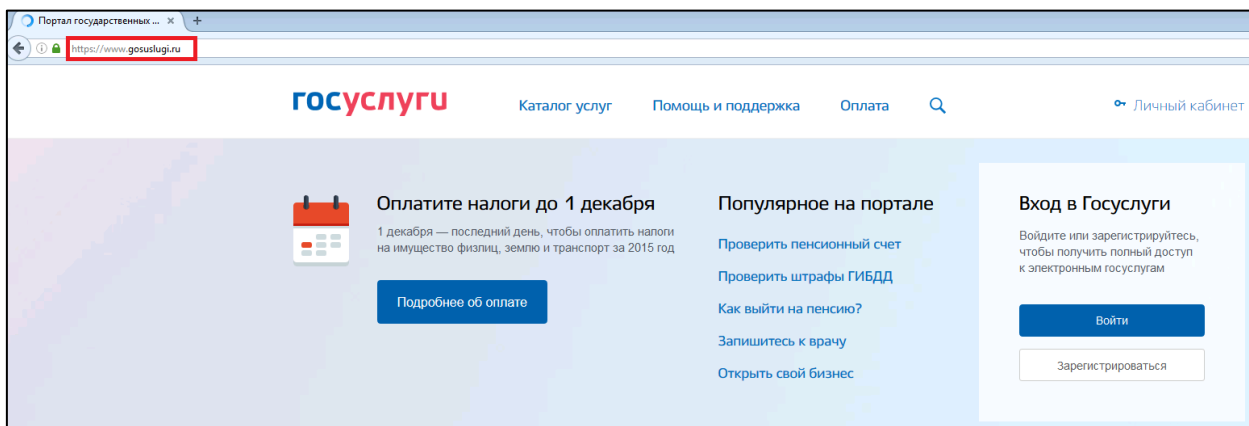 Портал государственных ... × +
https://www.gosuslugi.ru
госуслуги Каталог услуг Помощь и поддержка Оплата Личный кабинет
Оплатите налоги до 1 декабря
1 декабря — последний день, чтобы оплатить налоги
на имущество физлиц, землю и транспорт за 2015 год
Подробнее об оплате
Популярное на портале
Проверить пенсионный счет
Проверить штрафы ГИБДД
Как выйти на пенсию?
Запишитесь к врачу
Открыть свой бизнес
Вход в Госуслуги
Войдите или зарегистрируйтесь,
чтобы получить полный доступ
к электронным госуслугам
Войти
Зарегистрироваться